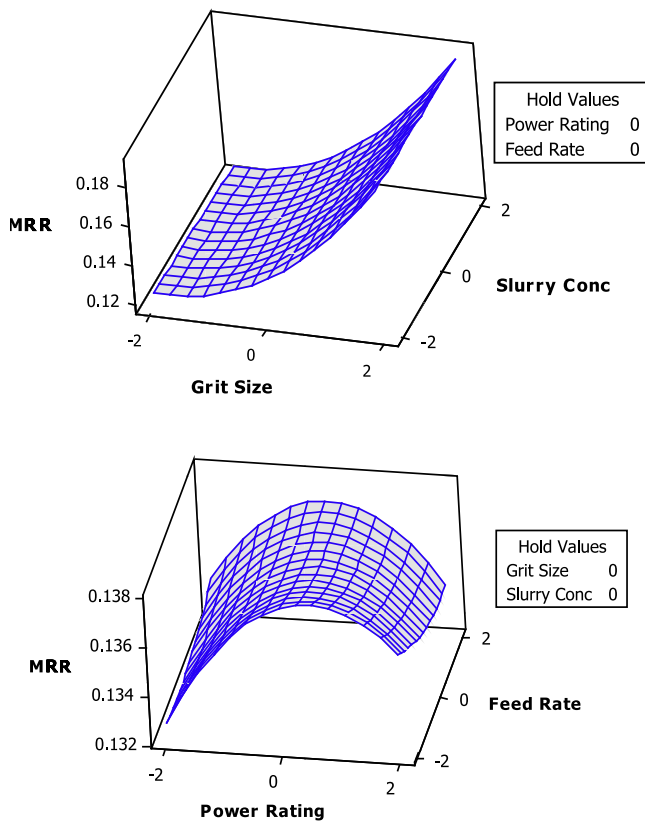 Hold Values
Power Rating 0
Feed Rate 0
0.18
0.16
MRR
0.14
0.12
2
0
-2
Slurry Conc
-2
0
2
Grit Size
Hold Values
Grit Size 0
Slurry Conc 0
0.138
0.136
MRR
0.134
0.132
2
0
-2
Feed Rate
-2
0
2
Power Rating